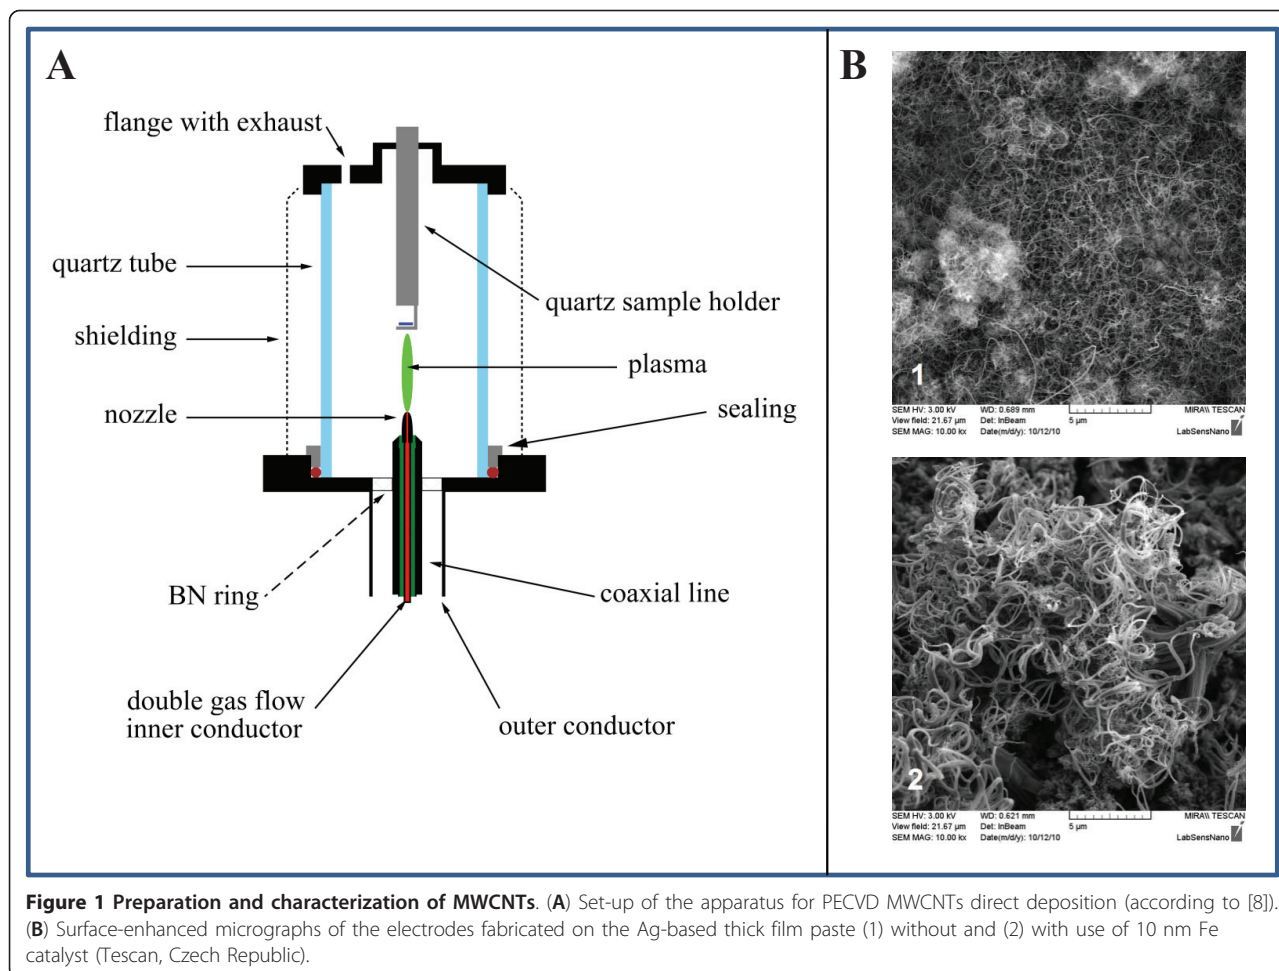 A
flange with exhaust
quartz tube
quartz sample holder
shielding
plasma
nozzle
sealing
BN ring
coaxial line
double gas flow
inner conductor
outer conductor
B
1
SEM HV: 3.00 kV WD: 0.689 mm MIRA\\ TESCAN
View field: 21.67 µm Det: InBeam 5 µm
SEM MAG: 10.00 kx Date(m/d/y): 10/12/10 LabSensNano
2
SEM HV: 3.00 kV WD: 0.621 mm MIRA\\ TESCAN
View field: 21.67 µm Det: InBeam 5 µm
SEM MAG: 10.00 kx Date(m/d/y): 10/12/10 LabSensNano
Figure 1 Preparation and characterization of MWCNTs. (A) Set-up of the apparatus for PECVD MWCNTs direct deposition (according to [8]).
(B) Surface-enhanced micrographs of the electrodes fabricated on the Ag-based thick film paste (1) without and (2) with use of 10 nm Fe
catalyst (Tescan, Czech Republic).